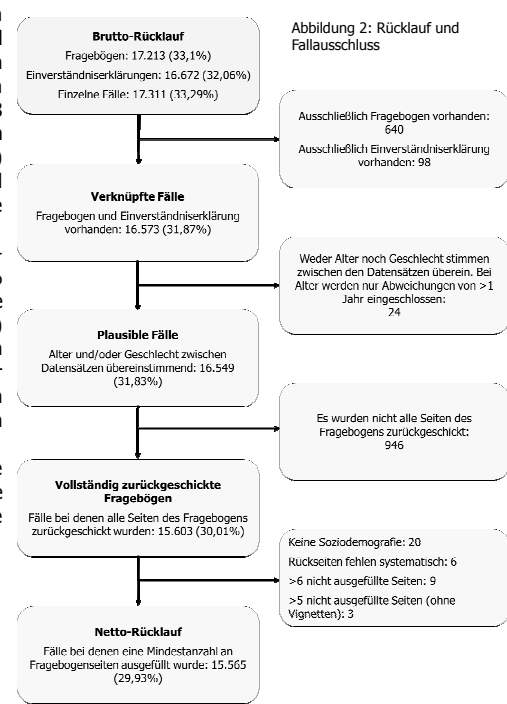 Abbildung 2: Rücklauf und
Fallausschluss
Brutto-Rücklauf
Fragebögen: 17.213 (33,1%)
Einverständniserklärungen: 16.672 (32,06%)
Einzelne Fälle: 17.311 (33,29%)
Ausschließlich Fragebogen vorhanden:
640
Ausschließlich Einverständniserklärung
vorhanden: 98
Verknüpfte Fälle
Fragebogen und Einverständniserklärung
vorhanden: 16.573 (31,87%)
Weder Alter noch Geschlecht stimmen
zwischen den Datensätzen überein. Bei
Alter werden nur Abweichungen von >1
Jahr eingeschlossen:
24
Plausible Fälle
Alter und/oder Geschlecht zwischen
Datensätzen übereinstimmend: 16.549
(31,83%)
Es wurden nicht alle Seiten des
Fragebogens zurückgeschickt:
946
Vollständig zurückgeschickte
Fragebögen
Fälle bei denen alle Seiten des Fragebogens
zurückgeschickt wurden: 15.603 (30,01%)
Keine Soziodemografie: 20
Rückseiten fehlen systematisch: 6
>6 nicht ausgefüllte Seiten: 9
>5 nicht ausgefüllte Seiten (ohne
Vignetten): 3
Netto-Rücklauf
Fälle bei denen eine Mindestanzahl an
Fragebogenseiten ausgefüllt wurde: 15.565
(29,93%)